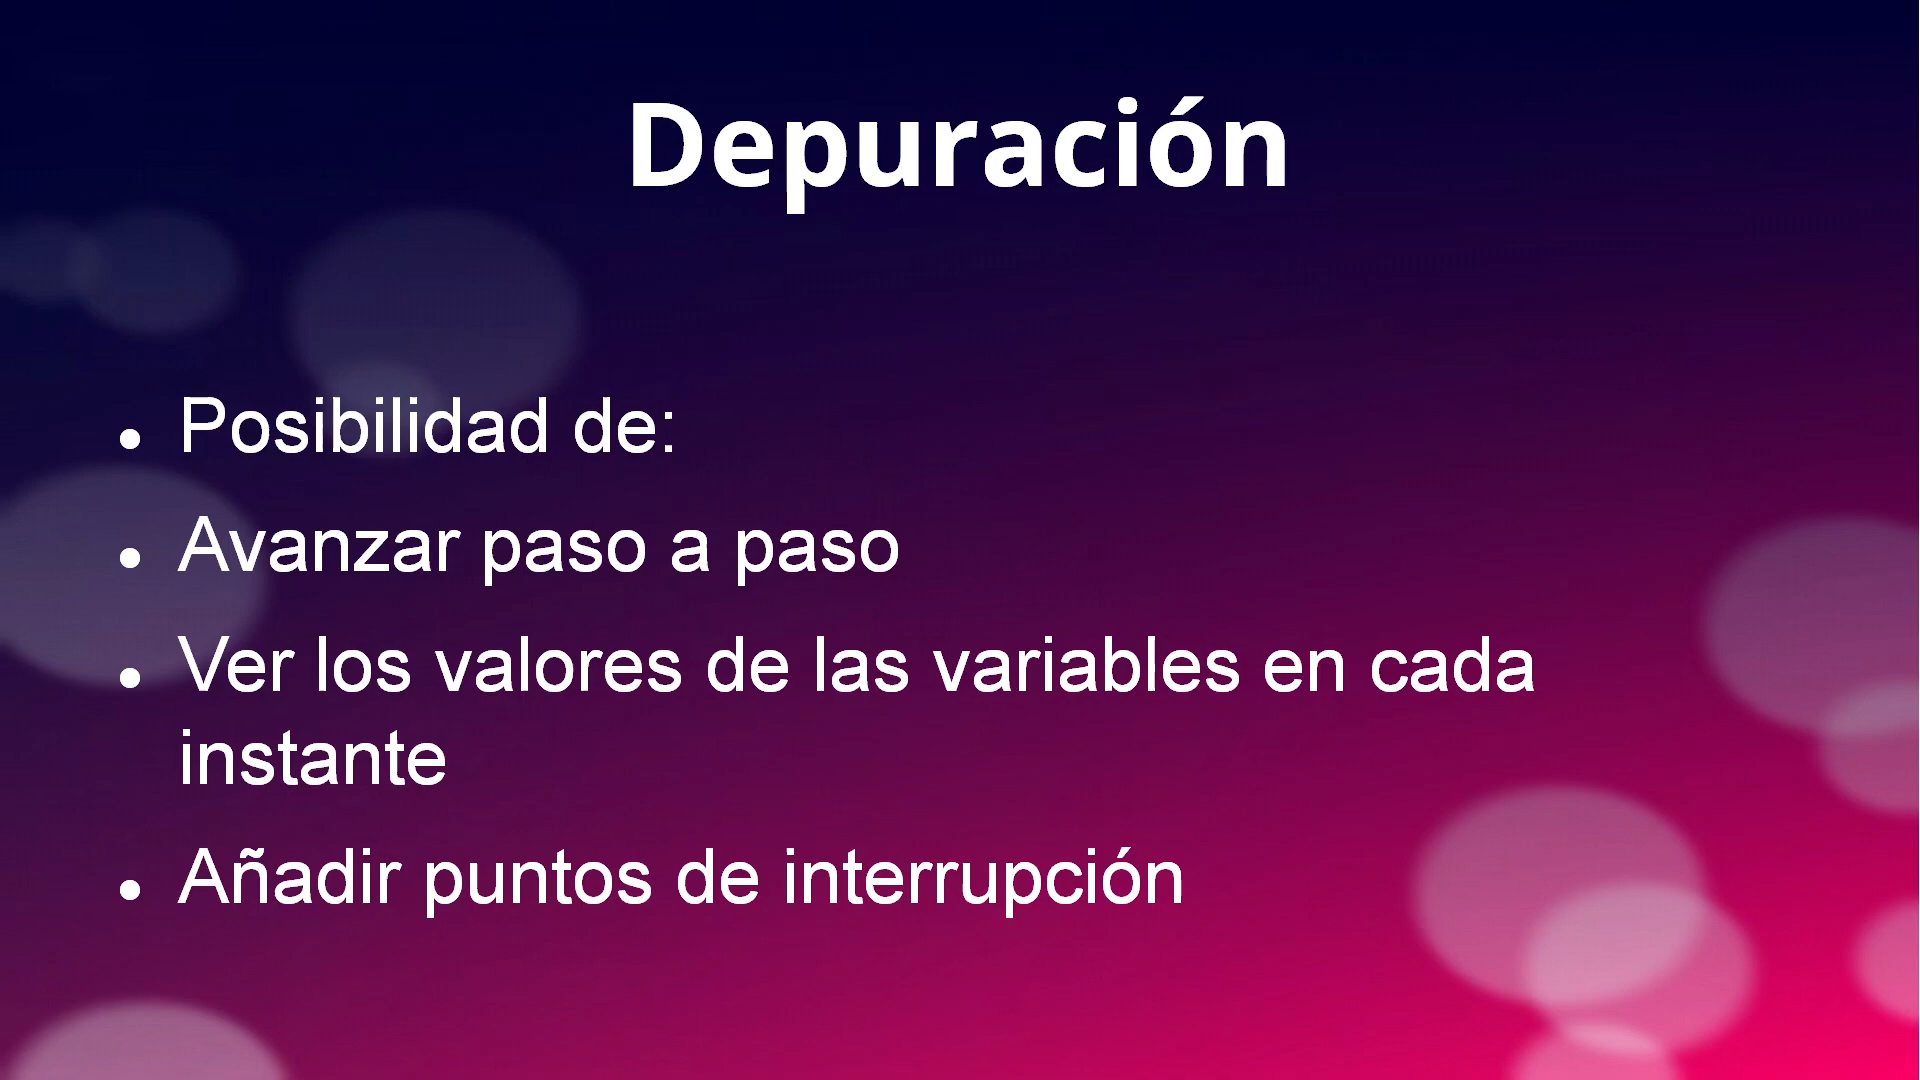 Depuración
● Posibilidad de:
● Avanzar paso a paso
● Ver los valores de las variables en cada
instante
● Añadir puntos de interrupción